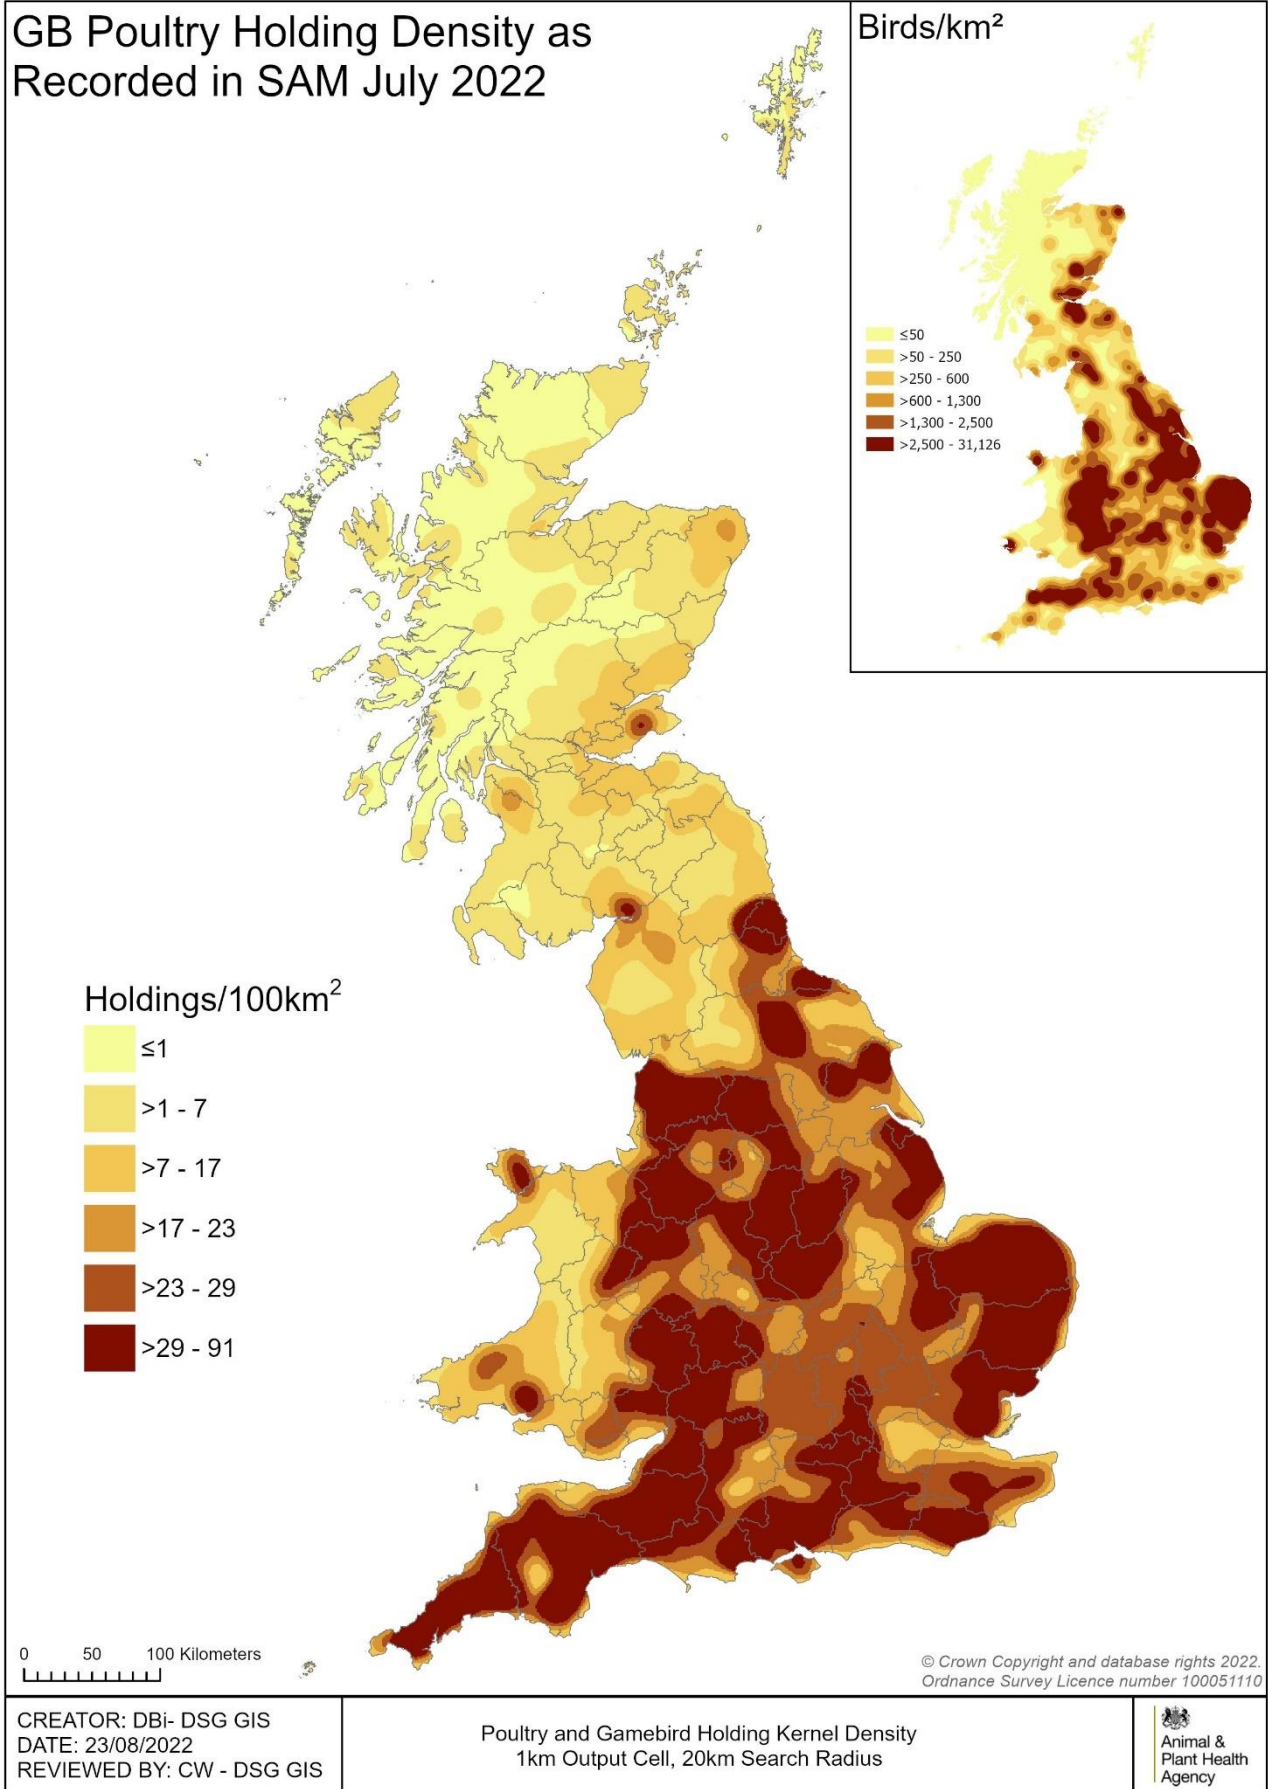 GB Poultry Holding Density as
Recorded in SAM July 2022
Birds/km²
≤50
>50 - 250
>250 - 600
>600 - 1,300
>1,300 - 2,500
>2,500 - 31,126
Holdings/100km²
≤1
>1 - 7
>7 - 17
>17 - 23
>23 - 29
>29 - 91
0 50 100 Kilometers
© Crown Copyright and database rights 2022.
Ordnance Survey Licence number 100051110
CREATOR: DBi- DSG GIS
DATE: 23/08/2022
REVIEWED BY: CW - DSG GIS
Poultry and Gamebird Holding Kernel Density
1km Output Cell, 20km Search Radius
Animal &
Plant Health
Agency